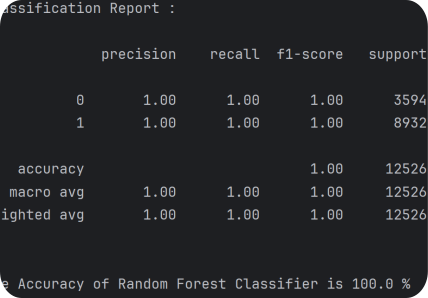 assification Report :
precision recall f1-score support
0 1.00 1.00 1.00 3594
1 1.00 1.00 1.00 8932
accuracy 1.00 12526
macro avg 1.00 1.00 1.00 12526
ighted avg 1.00 1.00 1.00 12526
e Accuracy of Random Forest Classifier is 100.0 %